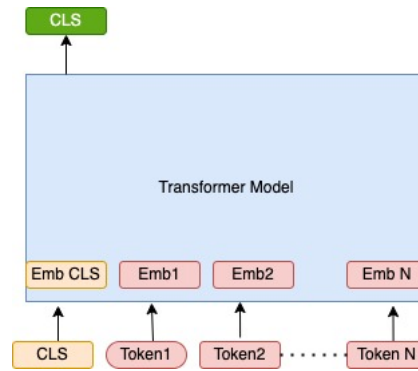 CLS
Transformer Model
Emb CLS Emb1 Emb2 Emb N
CLS Token1 Token2 Token N